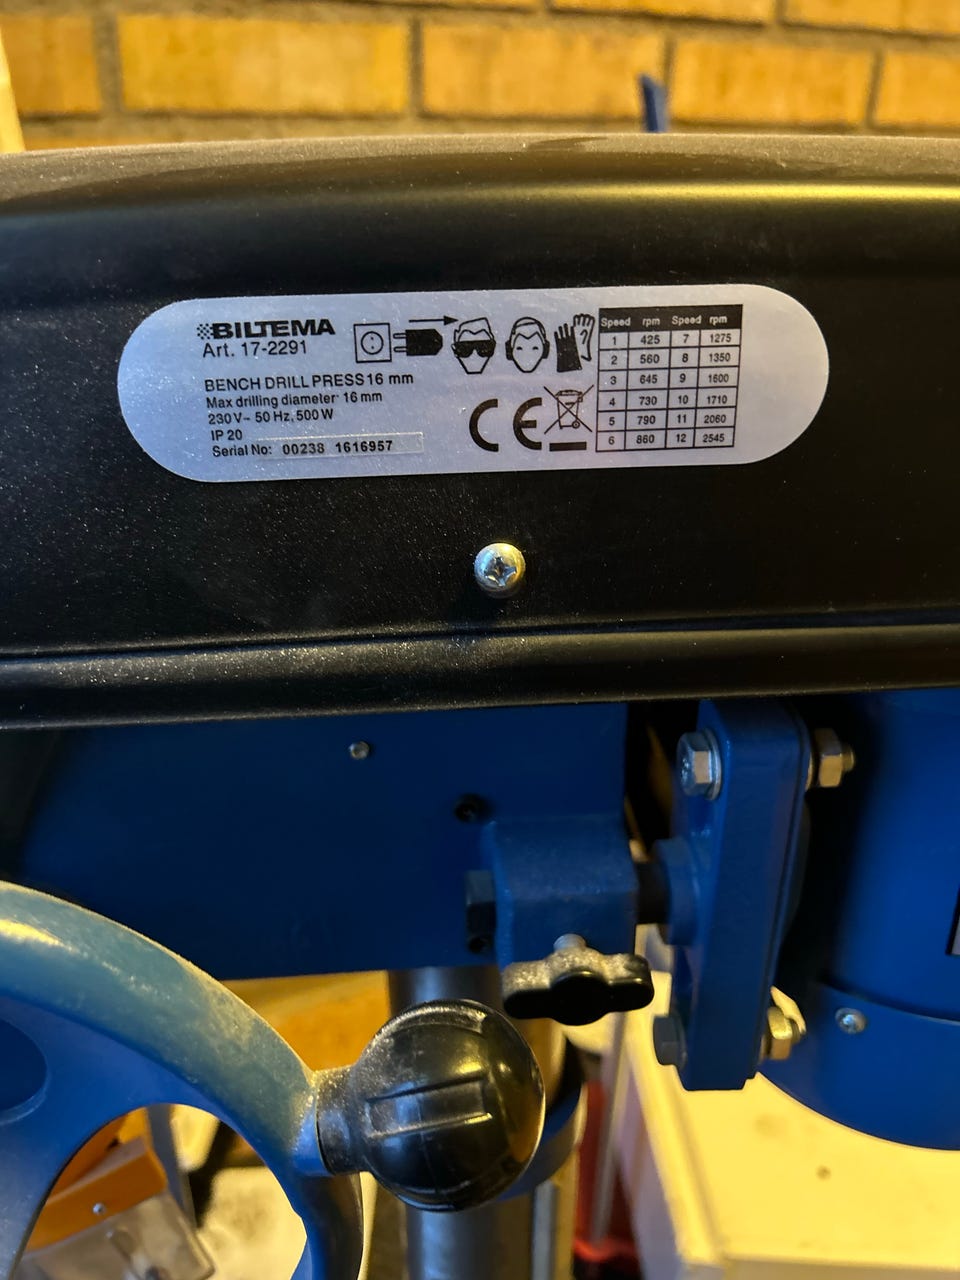 BILTEMA
Art. 17-2291
BENCH DRILL PRESS 16 mm
Max drilling diameter: 16 mm
230 V~ 50 Hz, 500 W
IP 20
Serial No: 00238 1616957
CE
Speed rpm Speed rpm
1 425 7 1275
2 560 8 1350
3 645 9 1600
4 730 10 1710
5 790 11 2060
6 860 12 2545